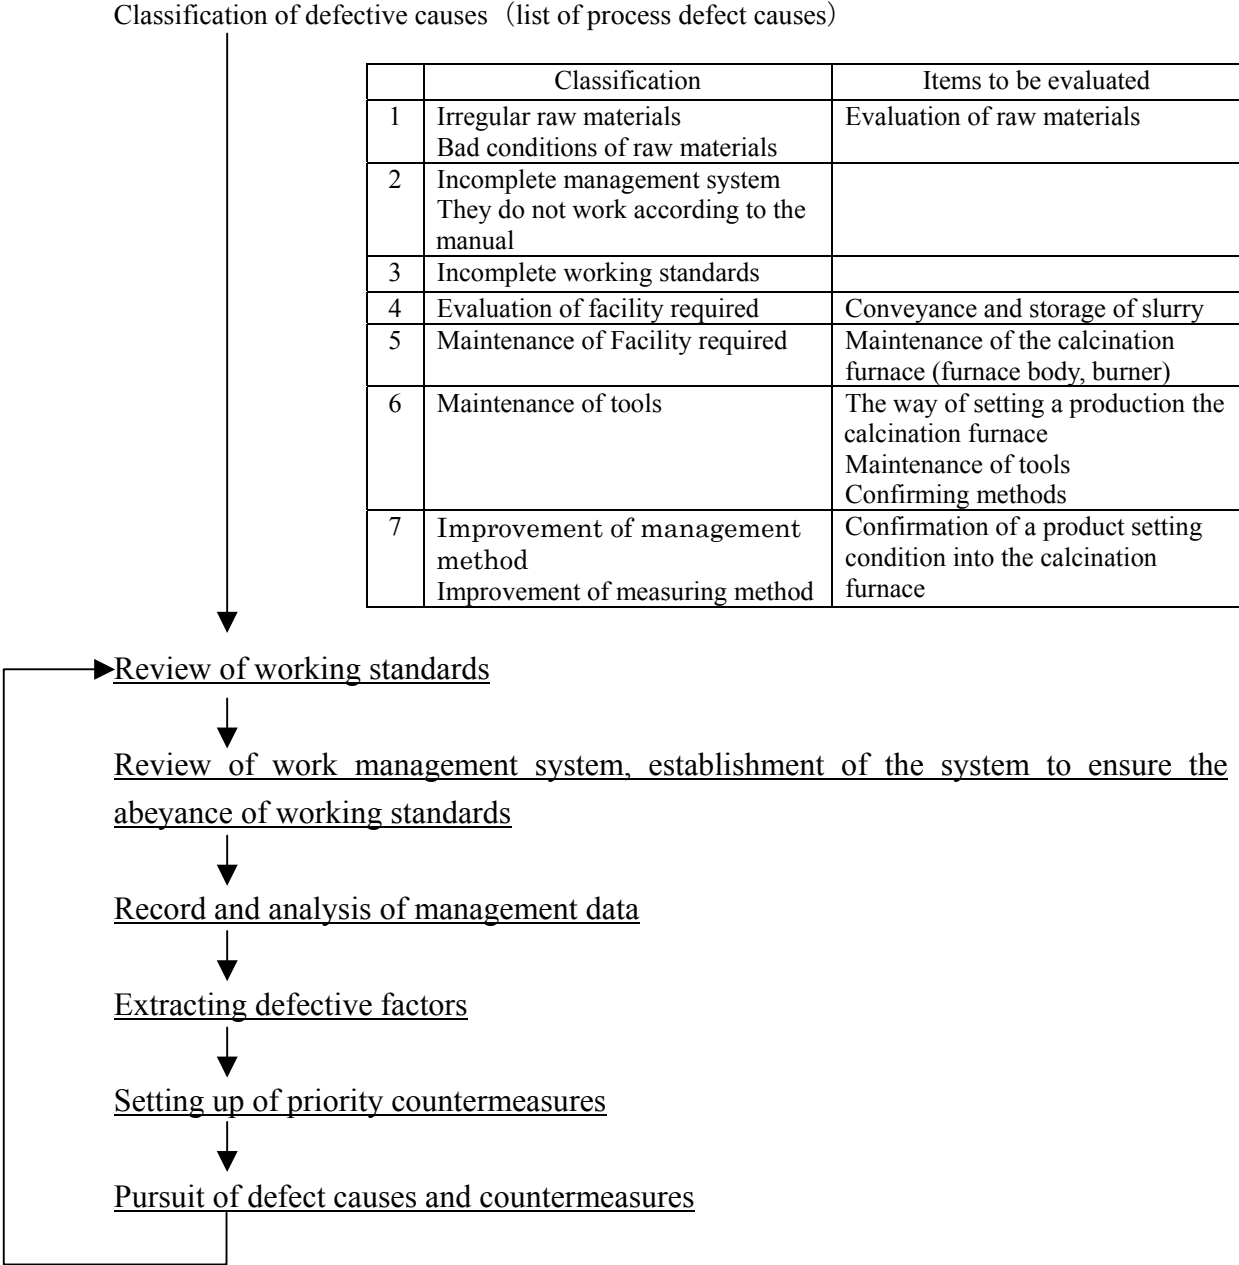 Classification of defective causes（list of process defect causes）
Classification Items to be evaluated
1 Irregular raw materials Evaluation of raw materials
Bad conditions of raw materials
2 Incomplete management system
They do not work according to the
manual
3 Incomplete working standards
4 Evaluation of facility required Conveyance and storage of slurry
5 Maintenance of Facility required Maintenance of the calcination
furnace (furnace body, burner)
6 Maintenance of tools The way of setting a production the
calcination furnace
Maintenance of tools
Confirming methods
7 Improvement of management Confirmation of a product setting
method condition into the calcination
Improvement of measuring method furnace
Review of working standards
Review of work management system, establishment of the system to ensure the
abeyance of working standards
Record and analysis of management data
Extracting defective factors
Setting up of priority countermeasures
Pursuit of defect causes and countermeasures